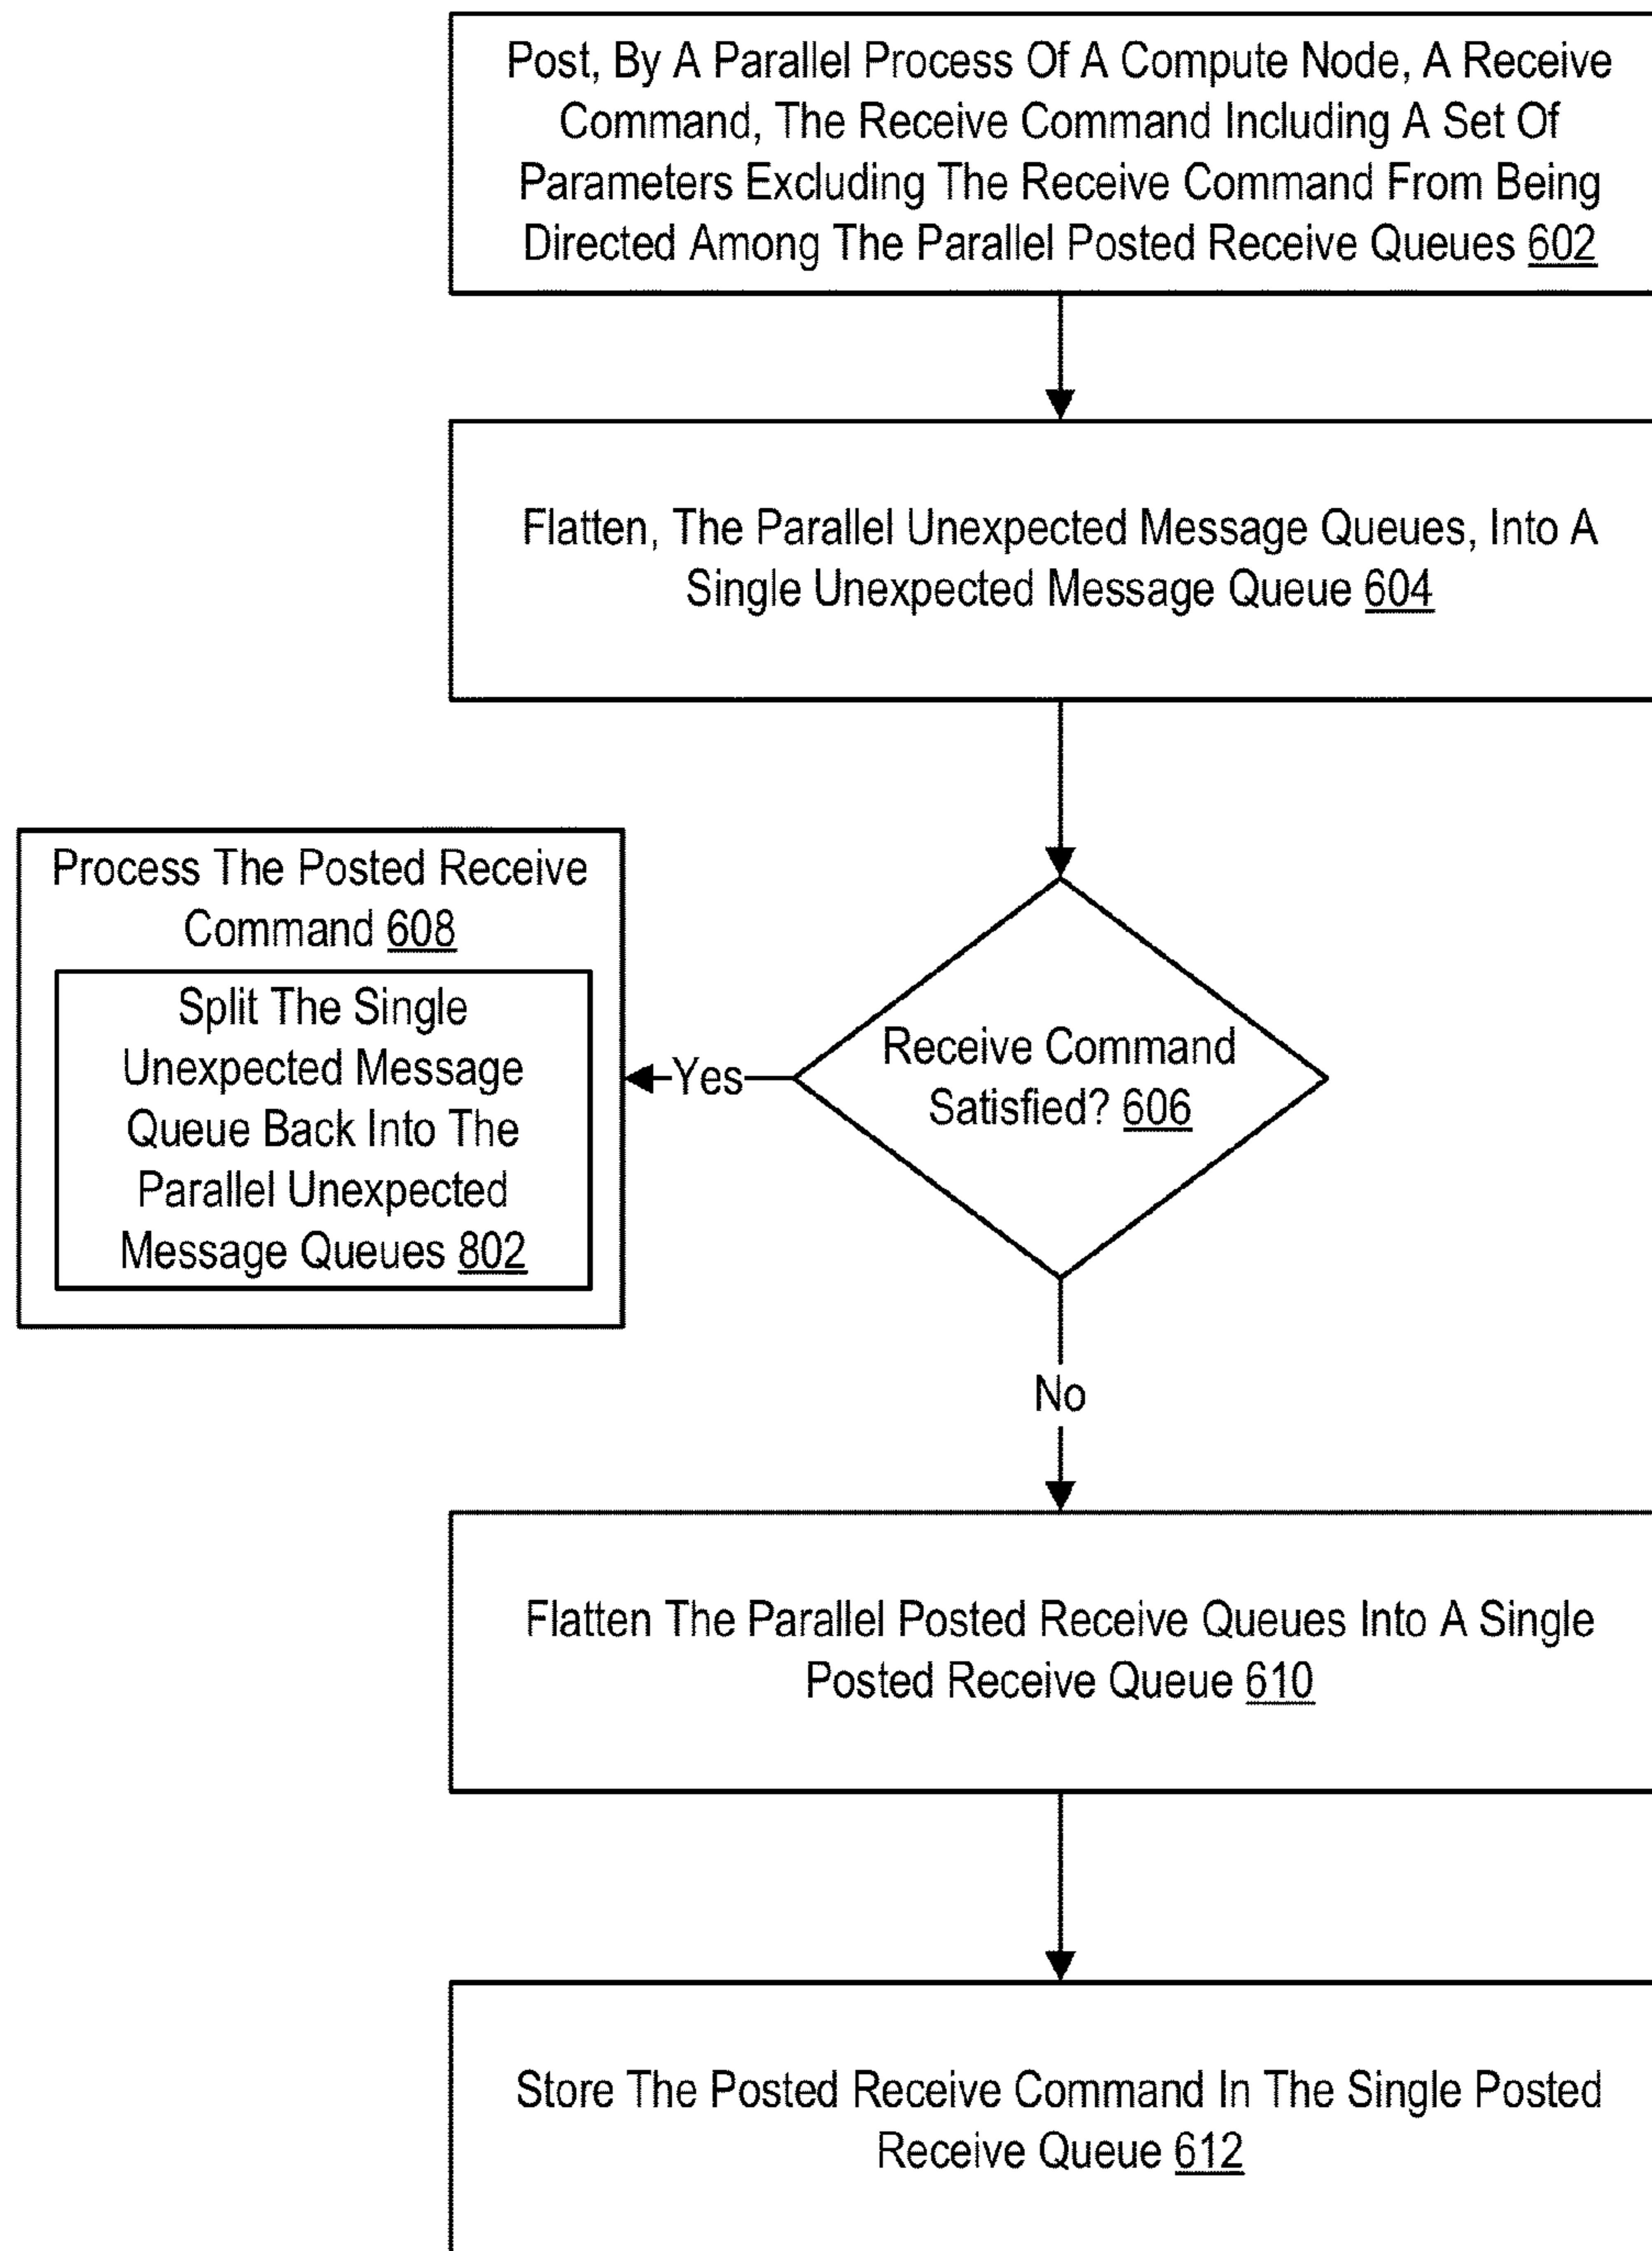 Post, By A Parallel Process Of A Compute Node, A Receive
Command, The Receive Command Including A Set Of
Parameters Excluding The Receive Command From Being
Directed Among The Parallel Posted Receive Queues 602
Flatten, The Parallel Unexpected Message Queues, Into A
Single Unexpected Message Queue 604
Process The Posted Receive
Command 608
Split The Single
Unexpected Message
Queue Back Into The
Parallel Unexpected
Message Queues 802
Yes
Receive Command
Satisfied? 606
No
Flatten The Parallel Posted Receive Queues Into A Single
Posted Receive Queue 610
Store The Posted Receive Command In The Single Posted
Receive Queue 612